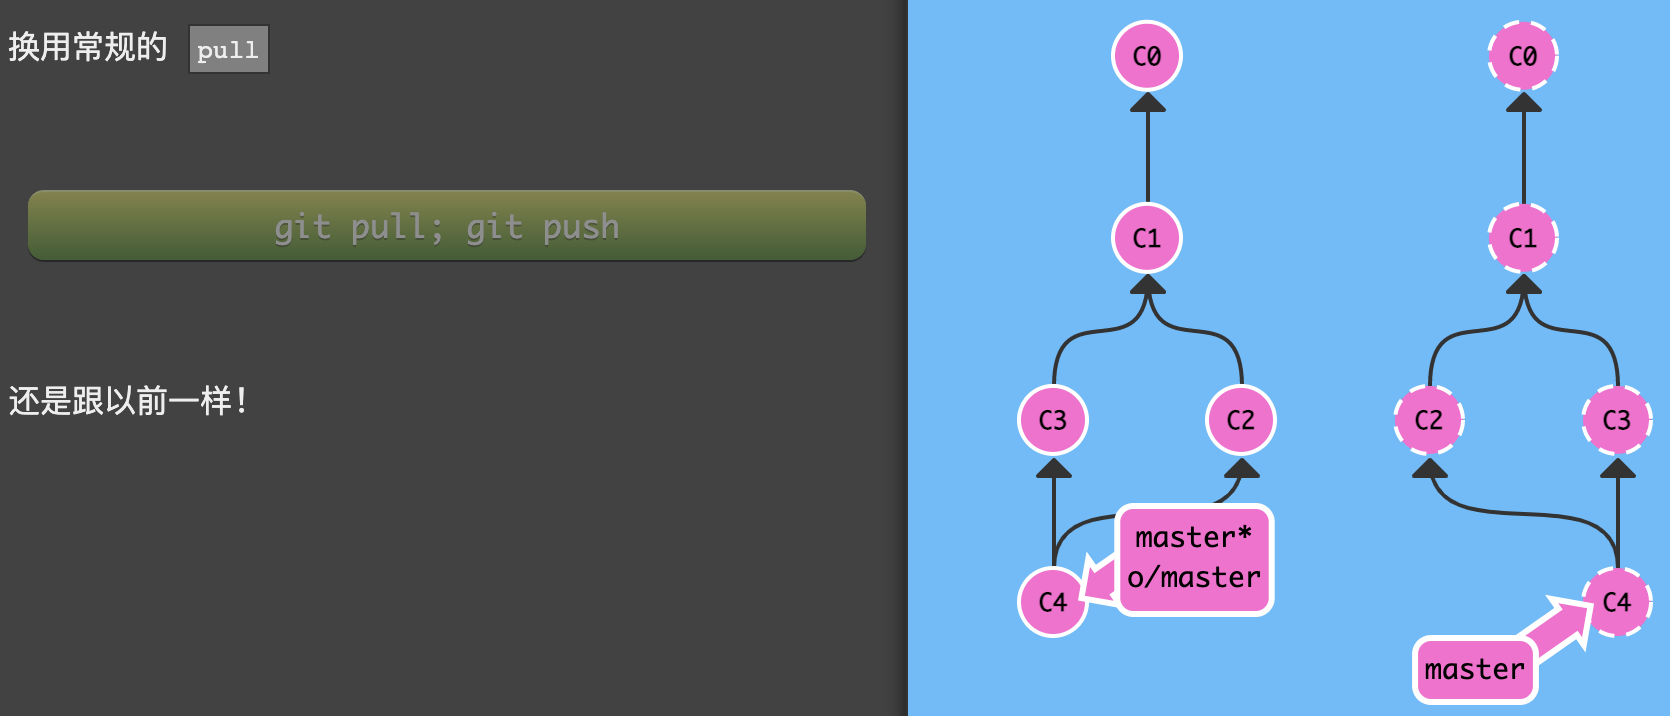 换用常规的 pull
git pull; git push
还是跟以前一样！
C0
C1
C3 C2
master*
o/master
C4
C0
C1
C2 C3
C4
master